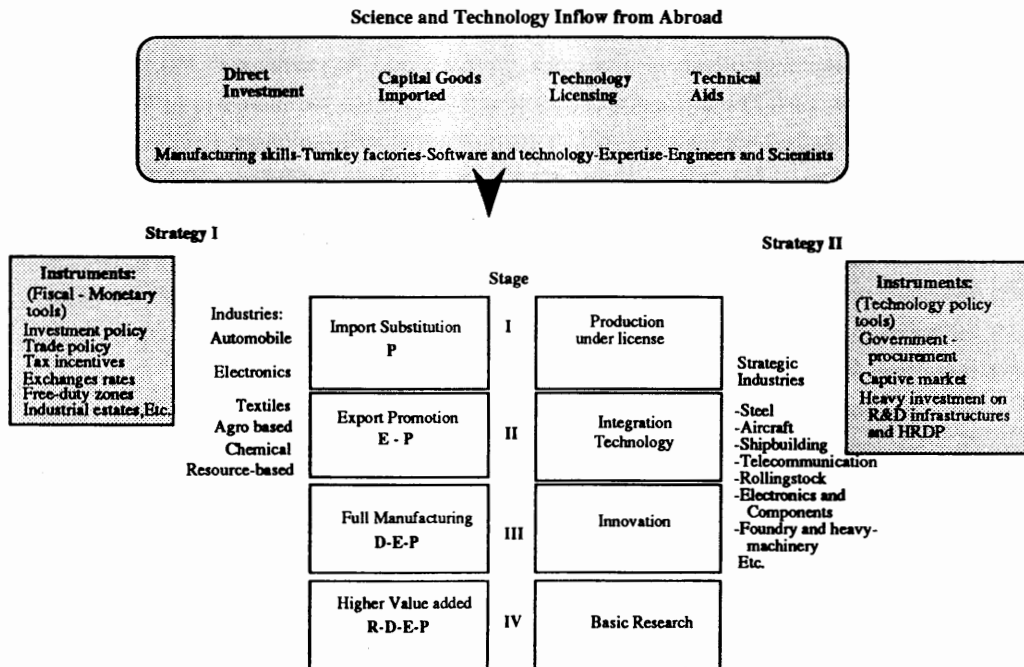 Science and Technology Inflow from Abroad
Direct
Investment
Capital Goods
Imported
Technology
Licensing
Technical
Aids
Manufacturing skills-Turnkey factories-Software and technology-Expertise-Engineers and Scientists
Strategy I
Instruments:
(Fiscal - Monetary
tools)
Investment policy
Trade policy
Tax incentives
Exchanges rates
Free-duty zones
Industrial estates,Etc.
Industries:
Automobile
Electronics
Textiles
Agro based
Chemical
Resource-based
Stage
Import Substitution
P
I
Production
under license
Export Promotion
E - P
II
Integration
Technology
Full Manufacturing
D-E-P
III
Innovation
Higher Value added
R-D-E-P
IV
Basic Research
Strategy II
Strategic
Industries
-Steel
-Aircraft
-Shipbuilding
-Telecommunication
-Rollingstock
-Electronics and
Components
-Foundry and heavy-
machinery
Etc.
Instruments:
(Technology policy
tools)
Government -
procurement
Captive market
Heavy investment on
R&D infrastructures
and HRDP